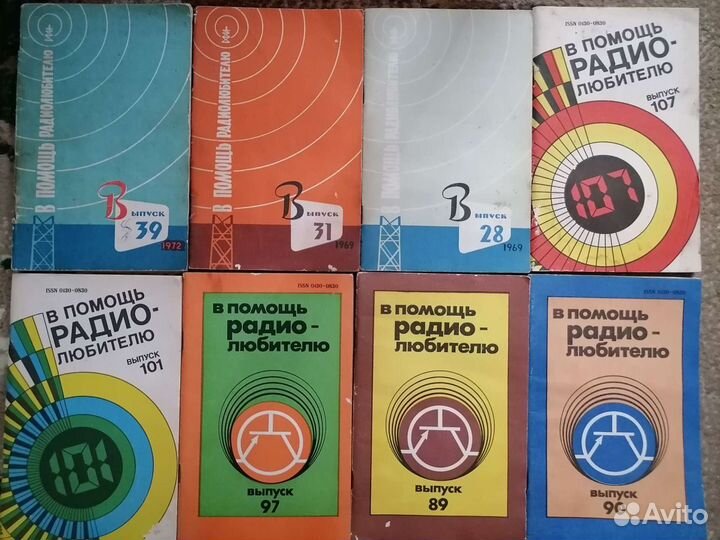 В ПОМОЩЬ РАДИОЛЮБИТЕЛЮ
ВЫПУСК
39
1972
В ПОМОЩЬ РАДИОЛЮБИТЕЛЮ
ВЫПУСК
31
1969
В ПОМОЩЬ РАДИОЛЮБИТЕЛЮ
ВЫПУСК
28
1969
ISSN 0130-0830
В ПОМОЩЬ
РАДИО-
ЛЮБИТЕЛЮ
ВЫПУСК
107
107
ISSN 0130-0830
В ПОМОЩЬ
РАДИО-
ЛЮБИТЕЛЮ
ВЫПУСК
101
101
ISSN 0130-0830
В ПОМОЩЬ
радио-
любителю
выпуск
97
В ПОМОЩЬ
радио-
любителю
выпуск
89
ISSN 0130-0830
В ПОМОЩЬ
радио-
любителю
выпуск
Avito